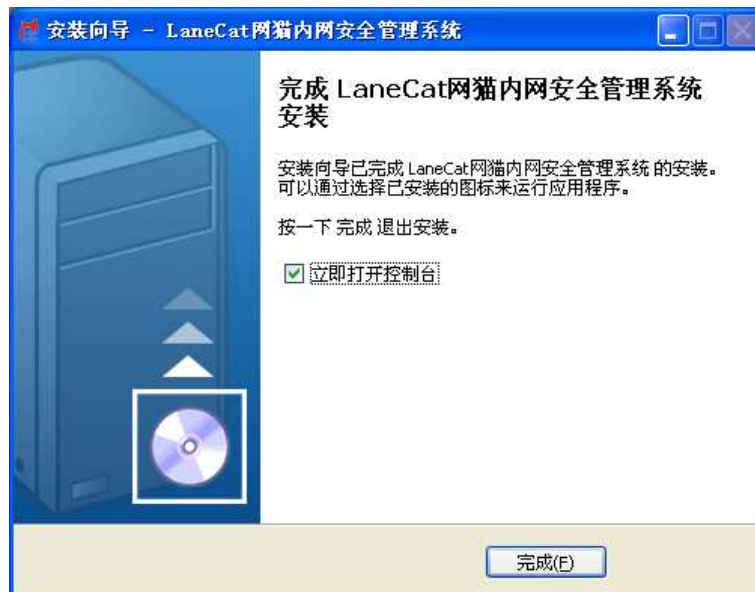 安装向导 - LaneCat网猫内网安全管理系统
完成 LaneCat网猫内网安全管理系统
安装
安装向导已完成 LaneCat网猫内网安全管理系统 的安装。
可以通过选择已安装的图标来运行应用程序。
按一下 完成 退出安装。
立即打开控制台
完成(F)